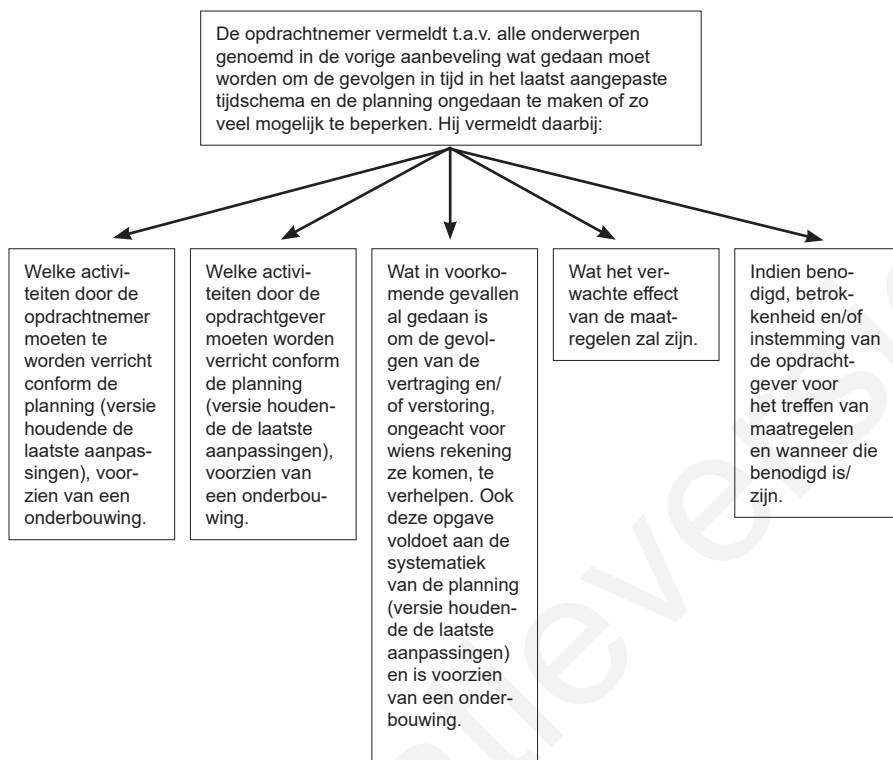 De opdrachtnemer vermeldt t.a.v. alle onderwerpen
genoemd in de vorige aanbeveling wat gedaan moet
worden om de gevolgen in tijd in het laatst aangepaste
tijdschema en de planning ongedaan te maken of zo
veel mogelijk te beperken. Hij vermeldt daarbij:
Welke activi-
teiten door de
opdrachtnemer
moeten te
worden verricht
conform de
planning (versie
houdende de
laatste aanpas-
singen), voor-
zien van een
onderbouwing.
Welke activi-
teiten door de
opdrachtgever
moeten worden
verricht conform
de planning
(versie houden-
de de laatste
aanpassingen),
voorzien van
een onderbou-
wing.
Wat in voorko-
mende gevallen
al gedaan is
om de gevol-
gen van de
vertraging en/
of verstoring,
ongeacht voor
wiens rekening
ze komen, te
verhelpen. Ook
deze opgave
voldoet aan de
systematiek
van de planning
(versie houden-
de de laatste
aanpassingen)
en is voorzien
van een onder-
bouwing.
Wat het ver-
wachte effect
van de maat-
regelen zal zijn.
Indien beno-
digd, betrok-
kenheid en/of
instemming van
de opdracht-
gever voor
het treffen van
maatregelen
en wanneer die
benodigd is/
zijn.